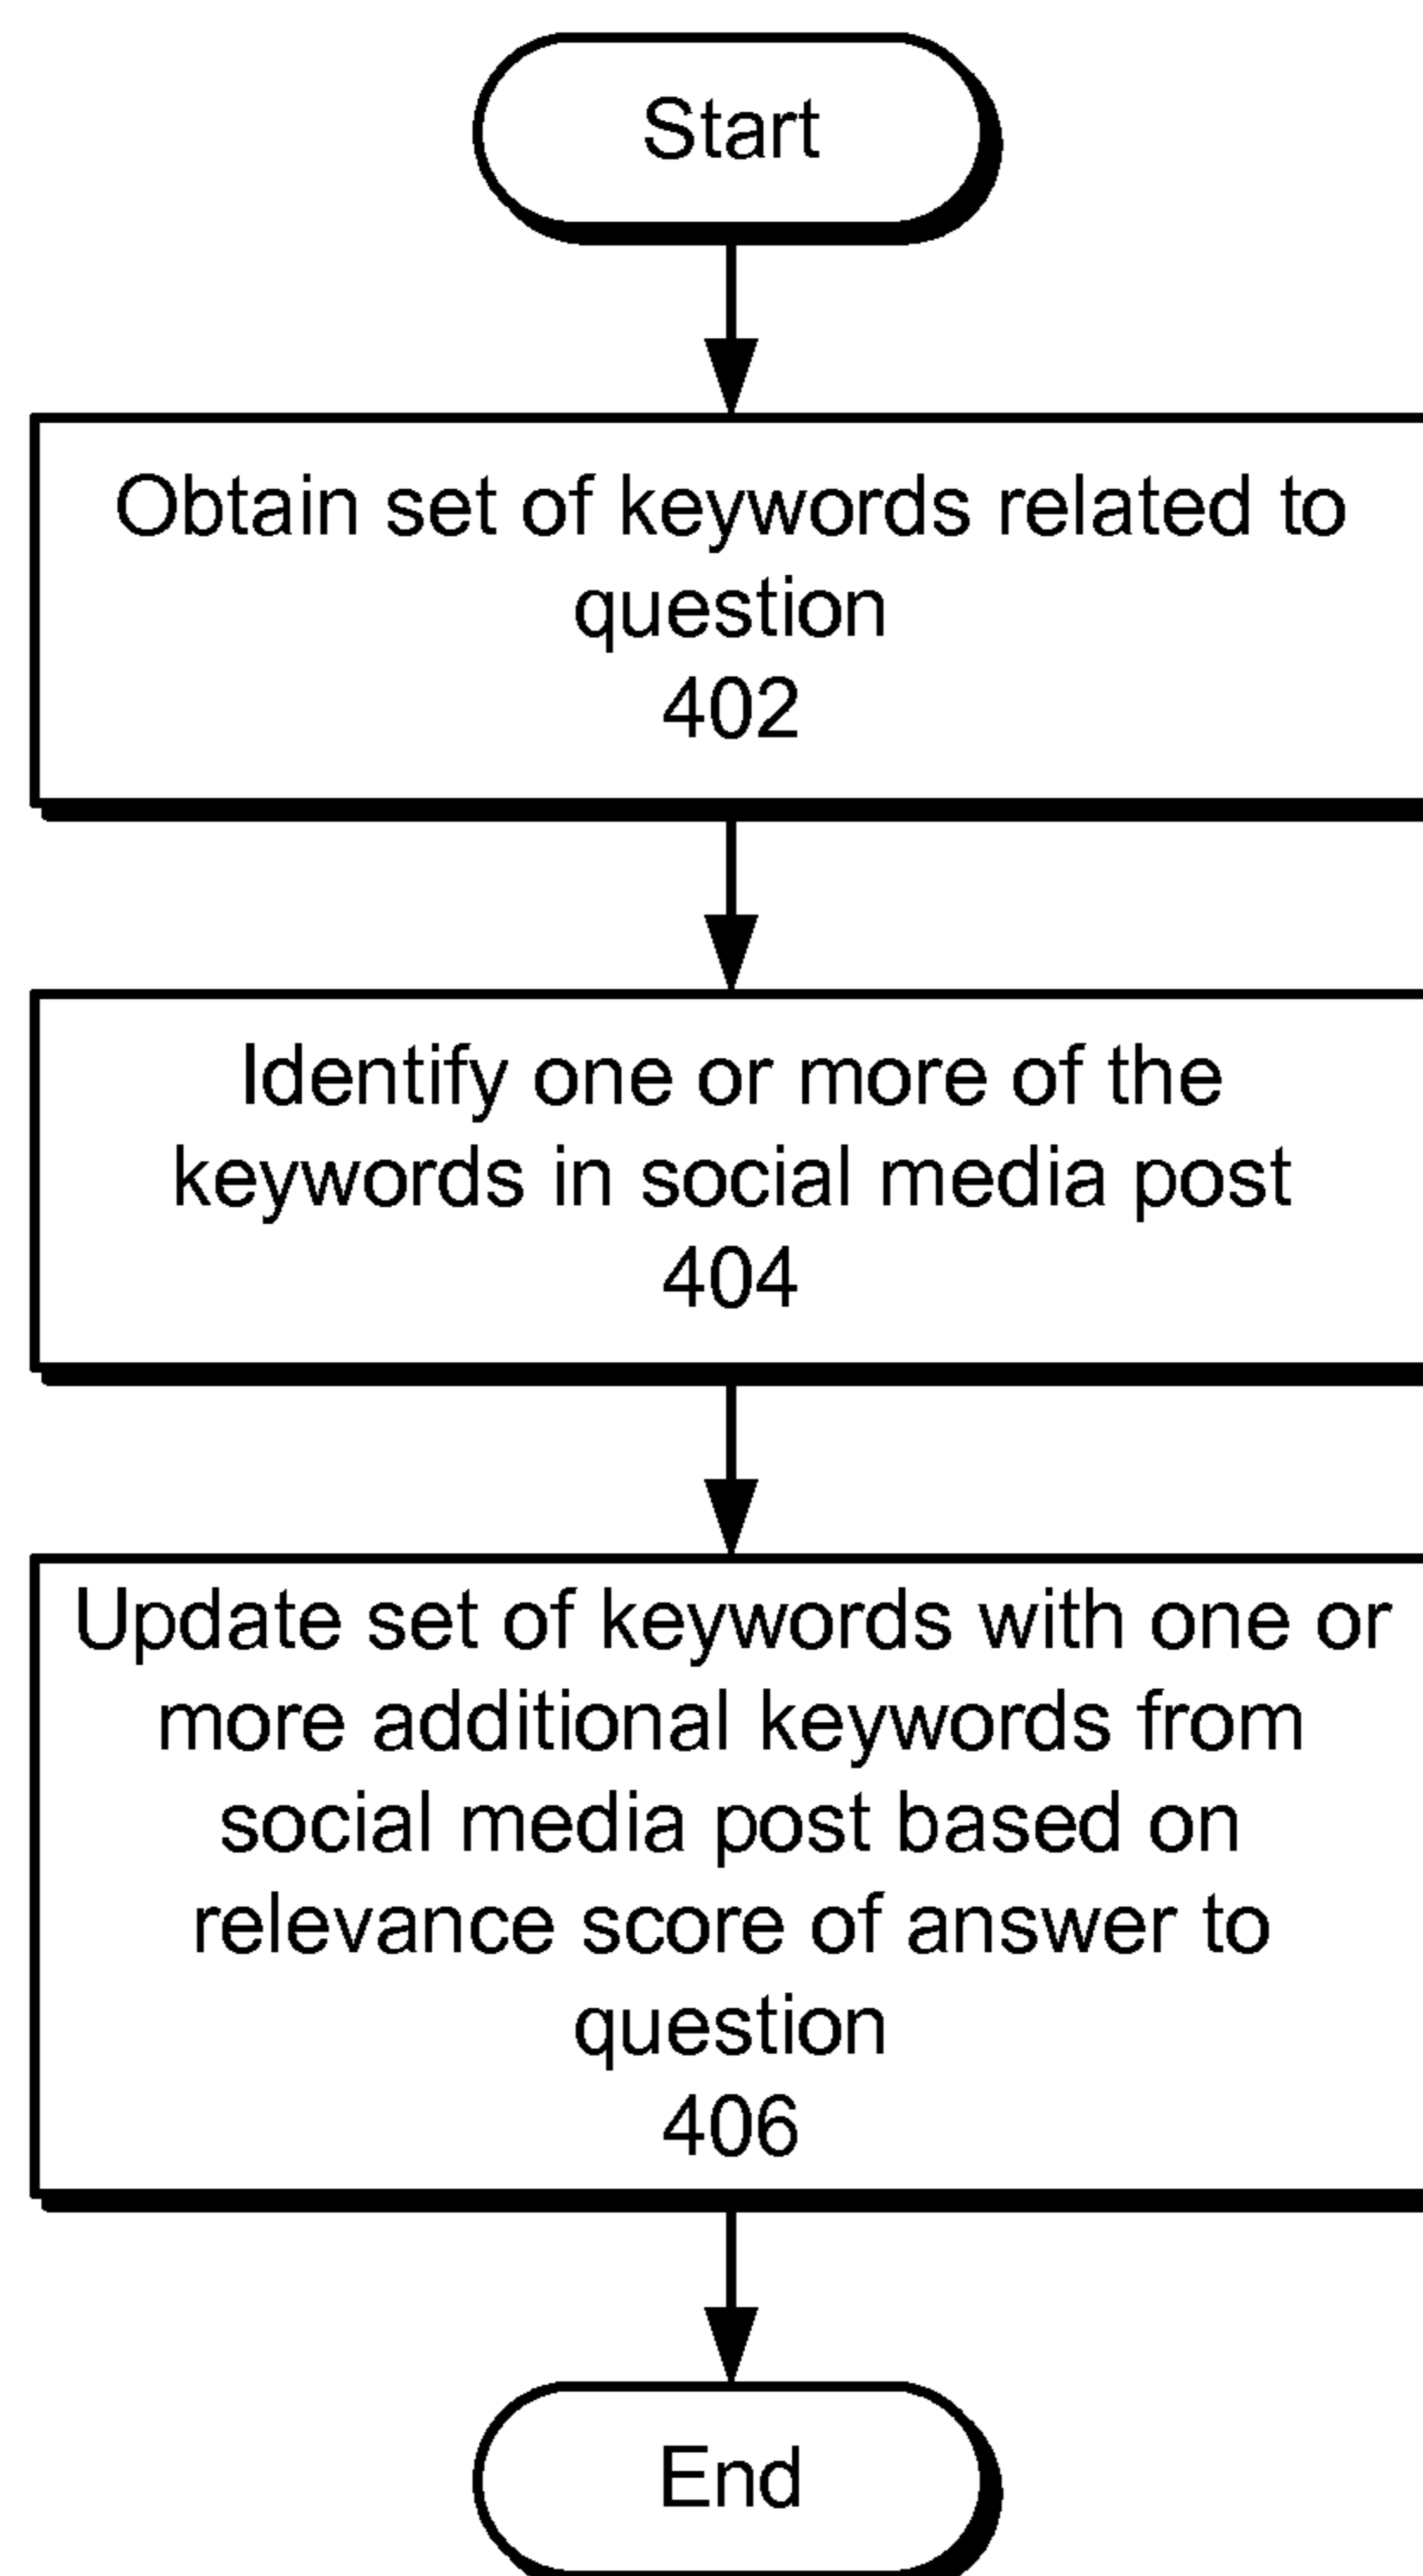 Start
Obtain set of keywords related to
question
402
Identify one or more of the
keywords in social media post
404
Update set of keywords with one or
more additional keywords from
social media post based on
relevance score of answer to
question
406
End